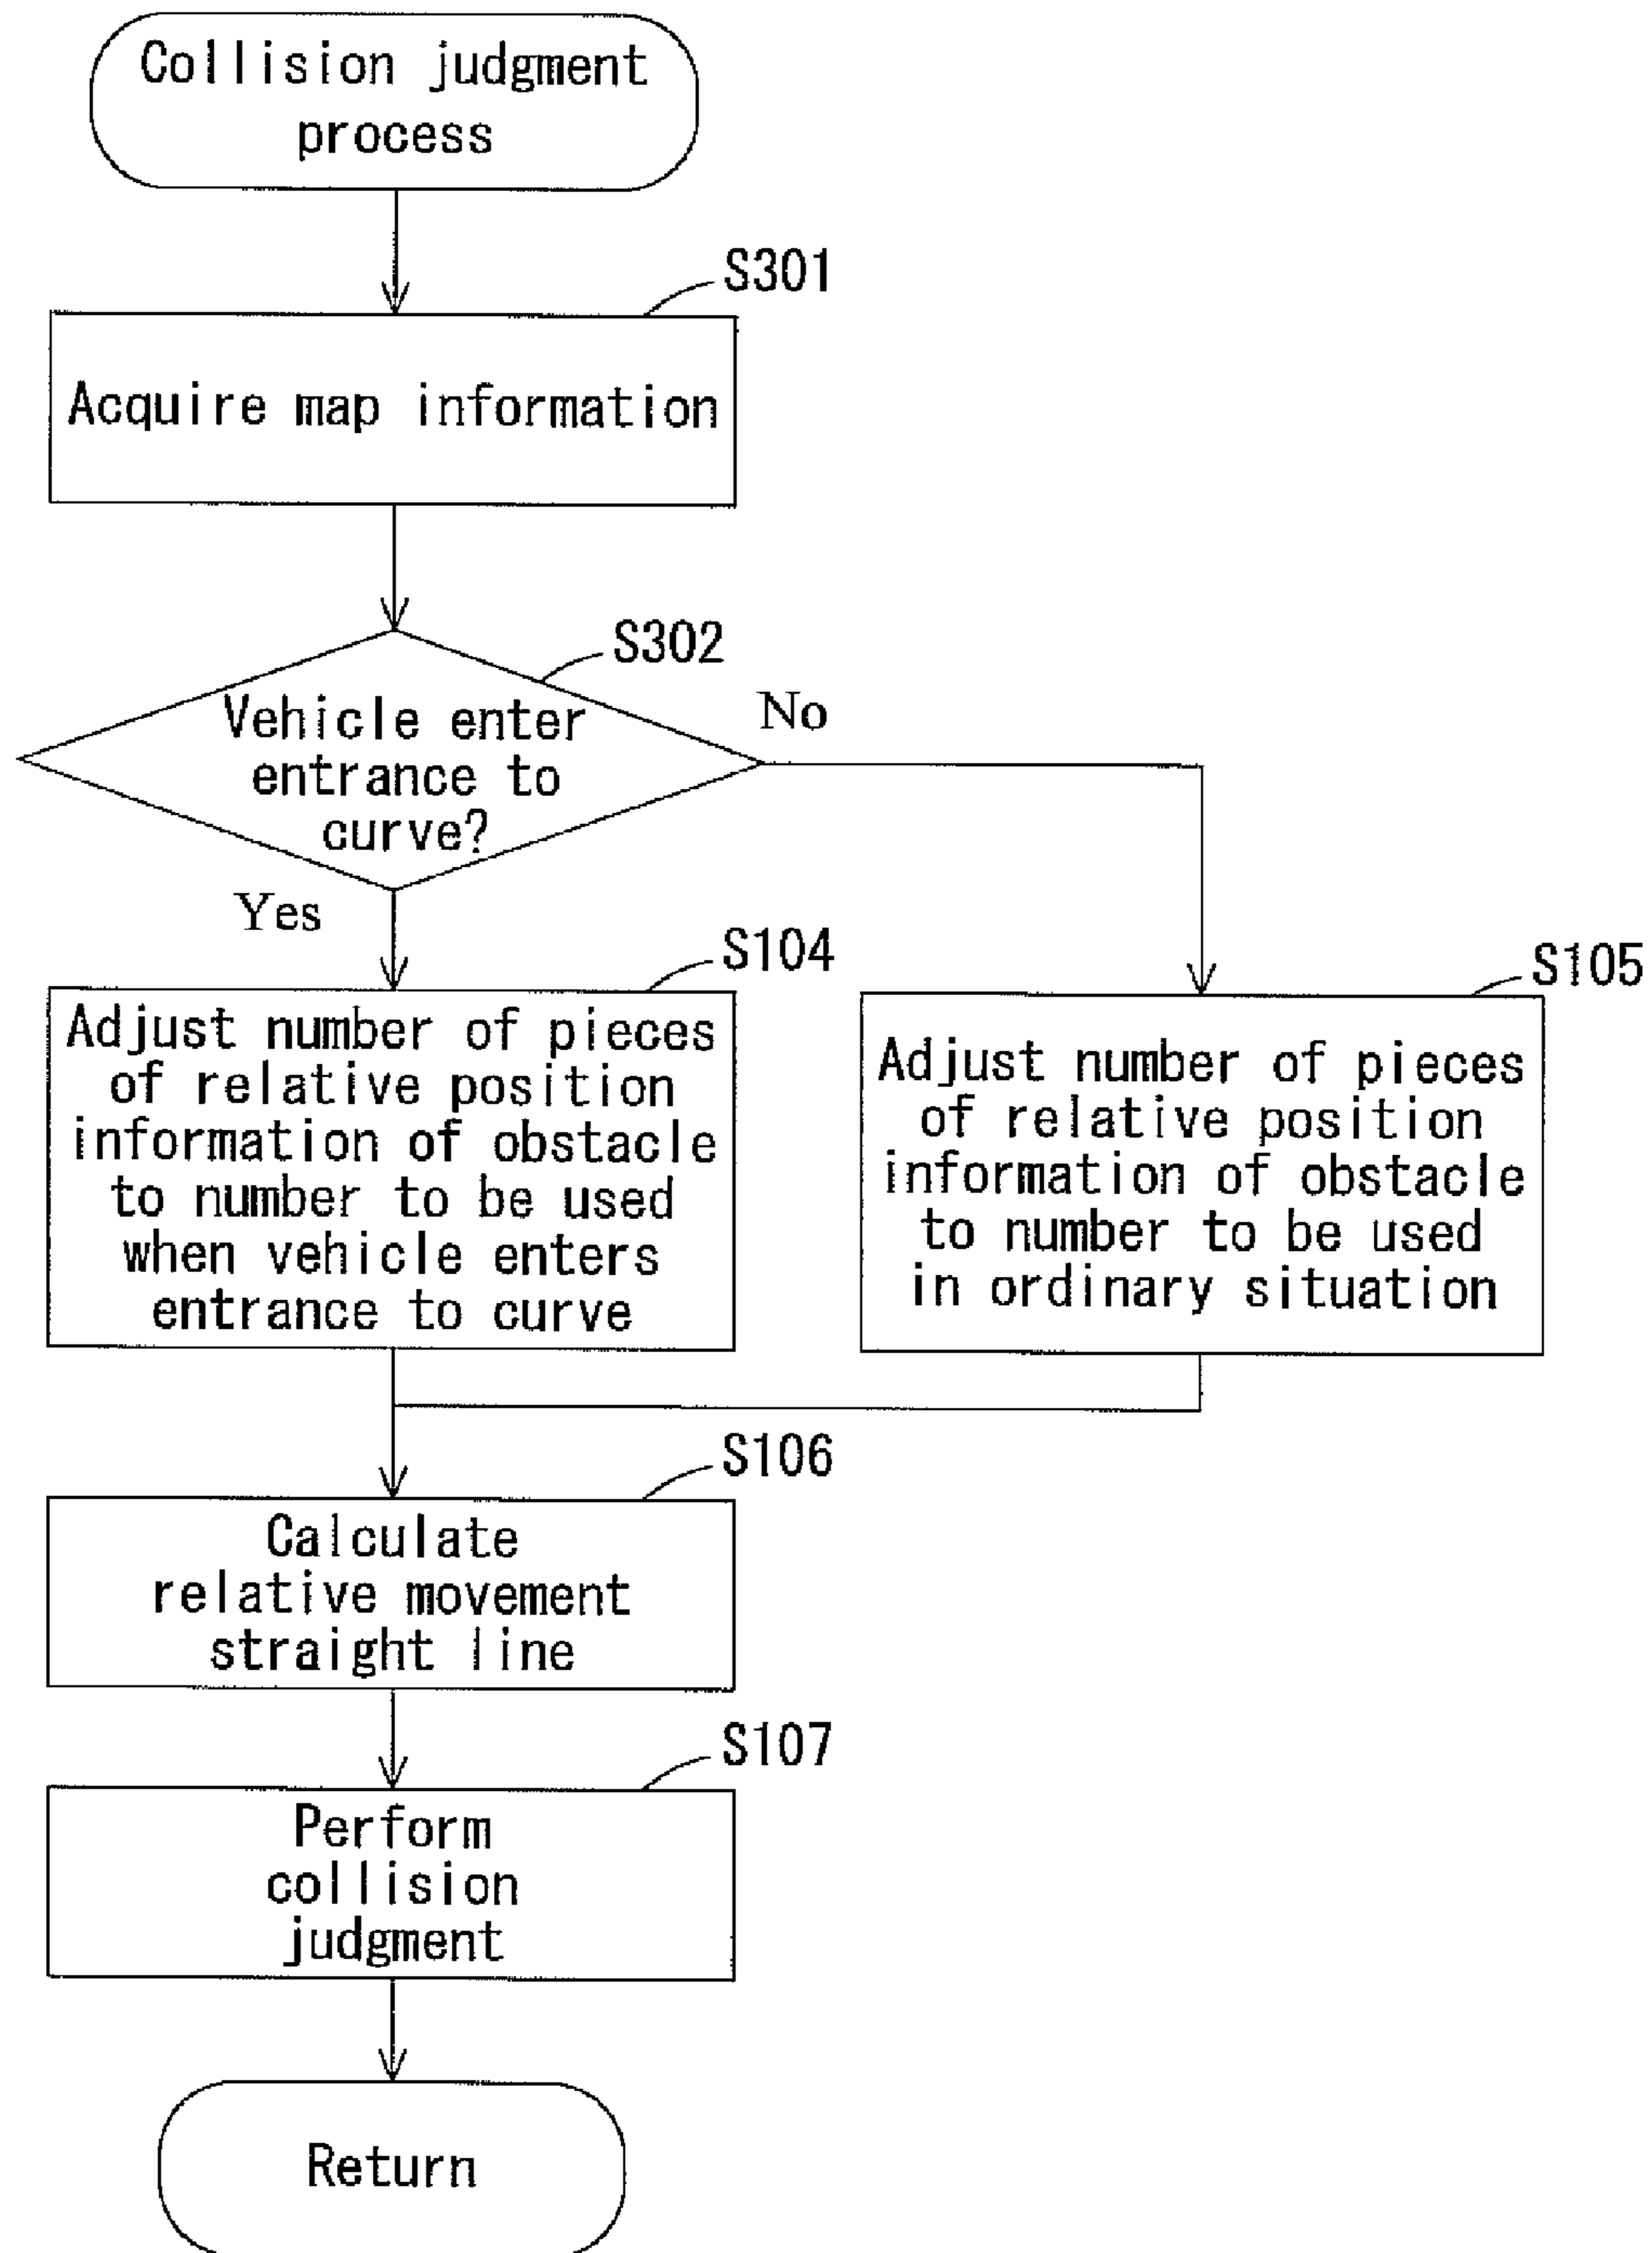 Collision judgment
process
S301
Acquire map information
S302
Vehicle enter
entrance to
curve?
No
Yes
S104
Adjust number of pieces
of relative position
information of obstacle
to number to be used
when vehicle enters
entrance to curve
S105
Adjust number of pieces
of relative position
information of obstacle
to number to be used
in ordinary situation
S106
Calculate
relative movement
straight line
S107
Perform
collision
judgment
Return